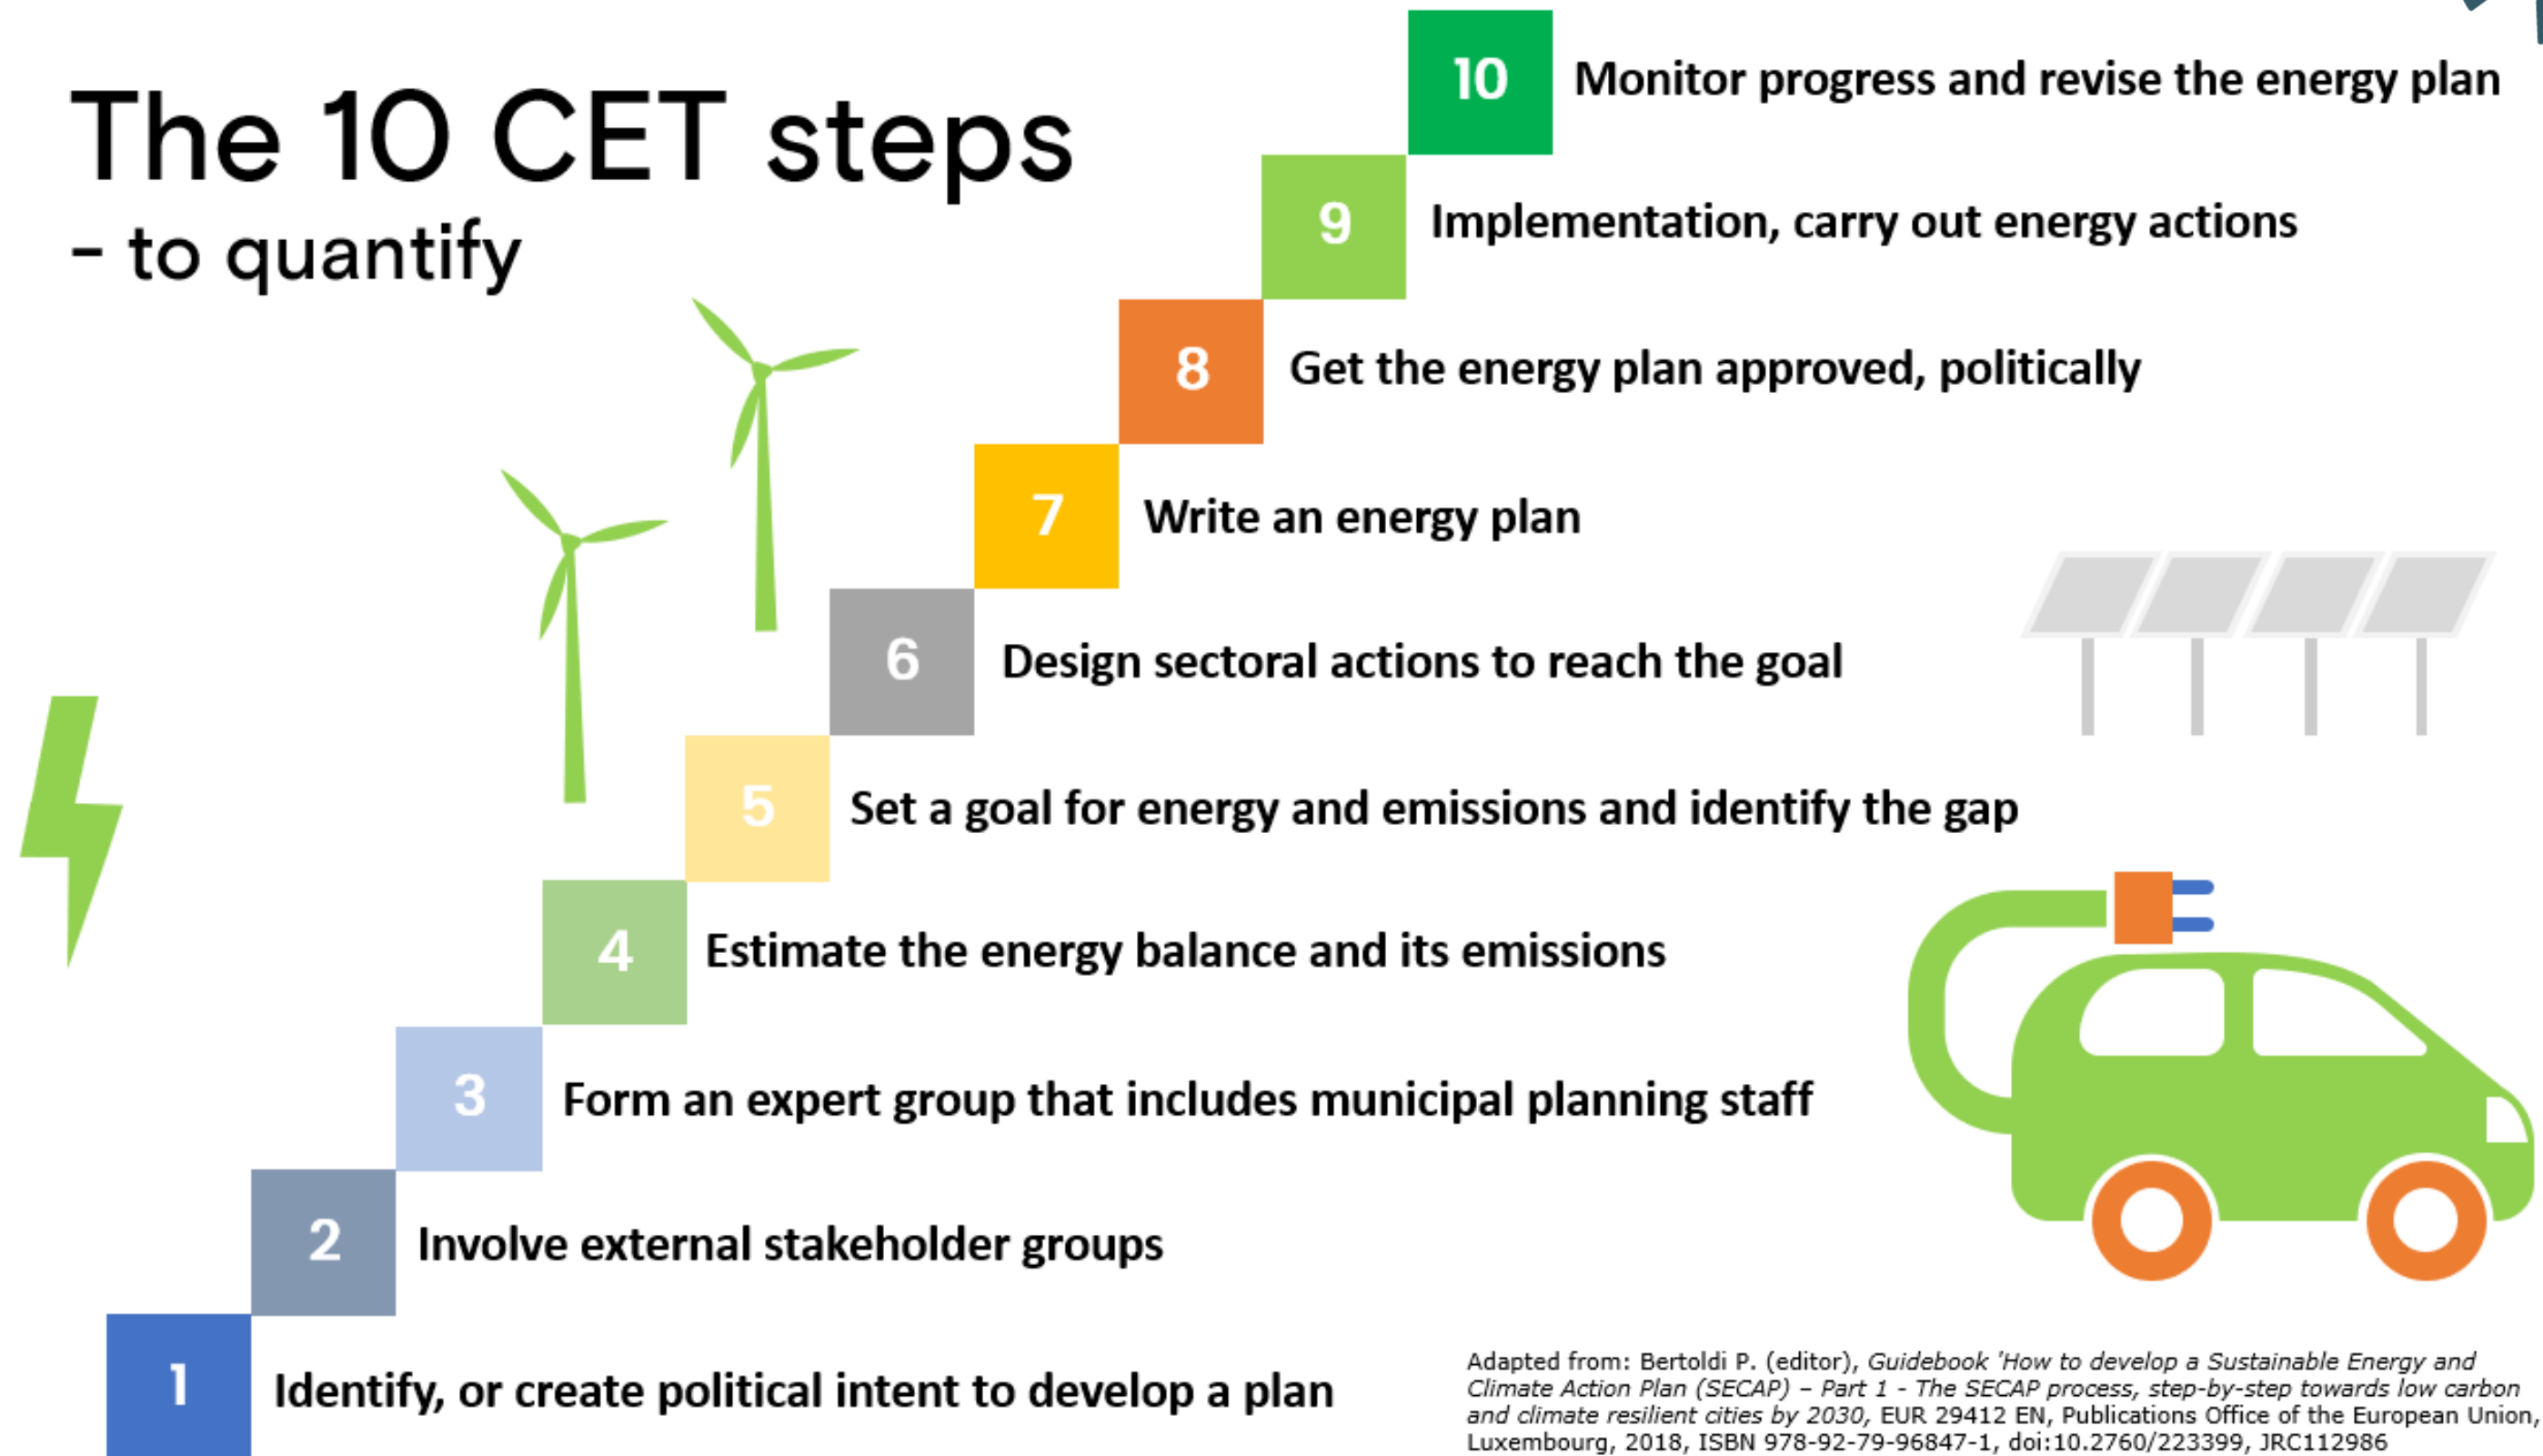 The 10 CET steps
- to quantify
10 Monitor progress and revise the energy plan
9 Implementation, carry out energy actions
8 Get the energy plan approved, politically
7 Write an energy plan
6 Design sectoral actions to reach the goal
5 Set a goal for energy and emissions and identify the gap
4 Estimate the energy balance and its emissions
3 Form an expert group that includes municipal planning staff
2 Involve external stakeholder groups
1 Identify, or create political intent to develop a plan
Adapted from: Bertoldi P. (editor), Guidebook 'How to develop a Sustainable Energy and
Climate Action Plan (SECAP) – Part 1 - The SECAP process, step-by-step towards low carbon
and climate resilient cities by 2030, EUR 29412 EN, Publications Office of the European Union,
Luxembourg, 2018, ISBN 978-92-79-96847-1, doi:10.2760/223399, JRC112986